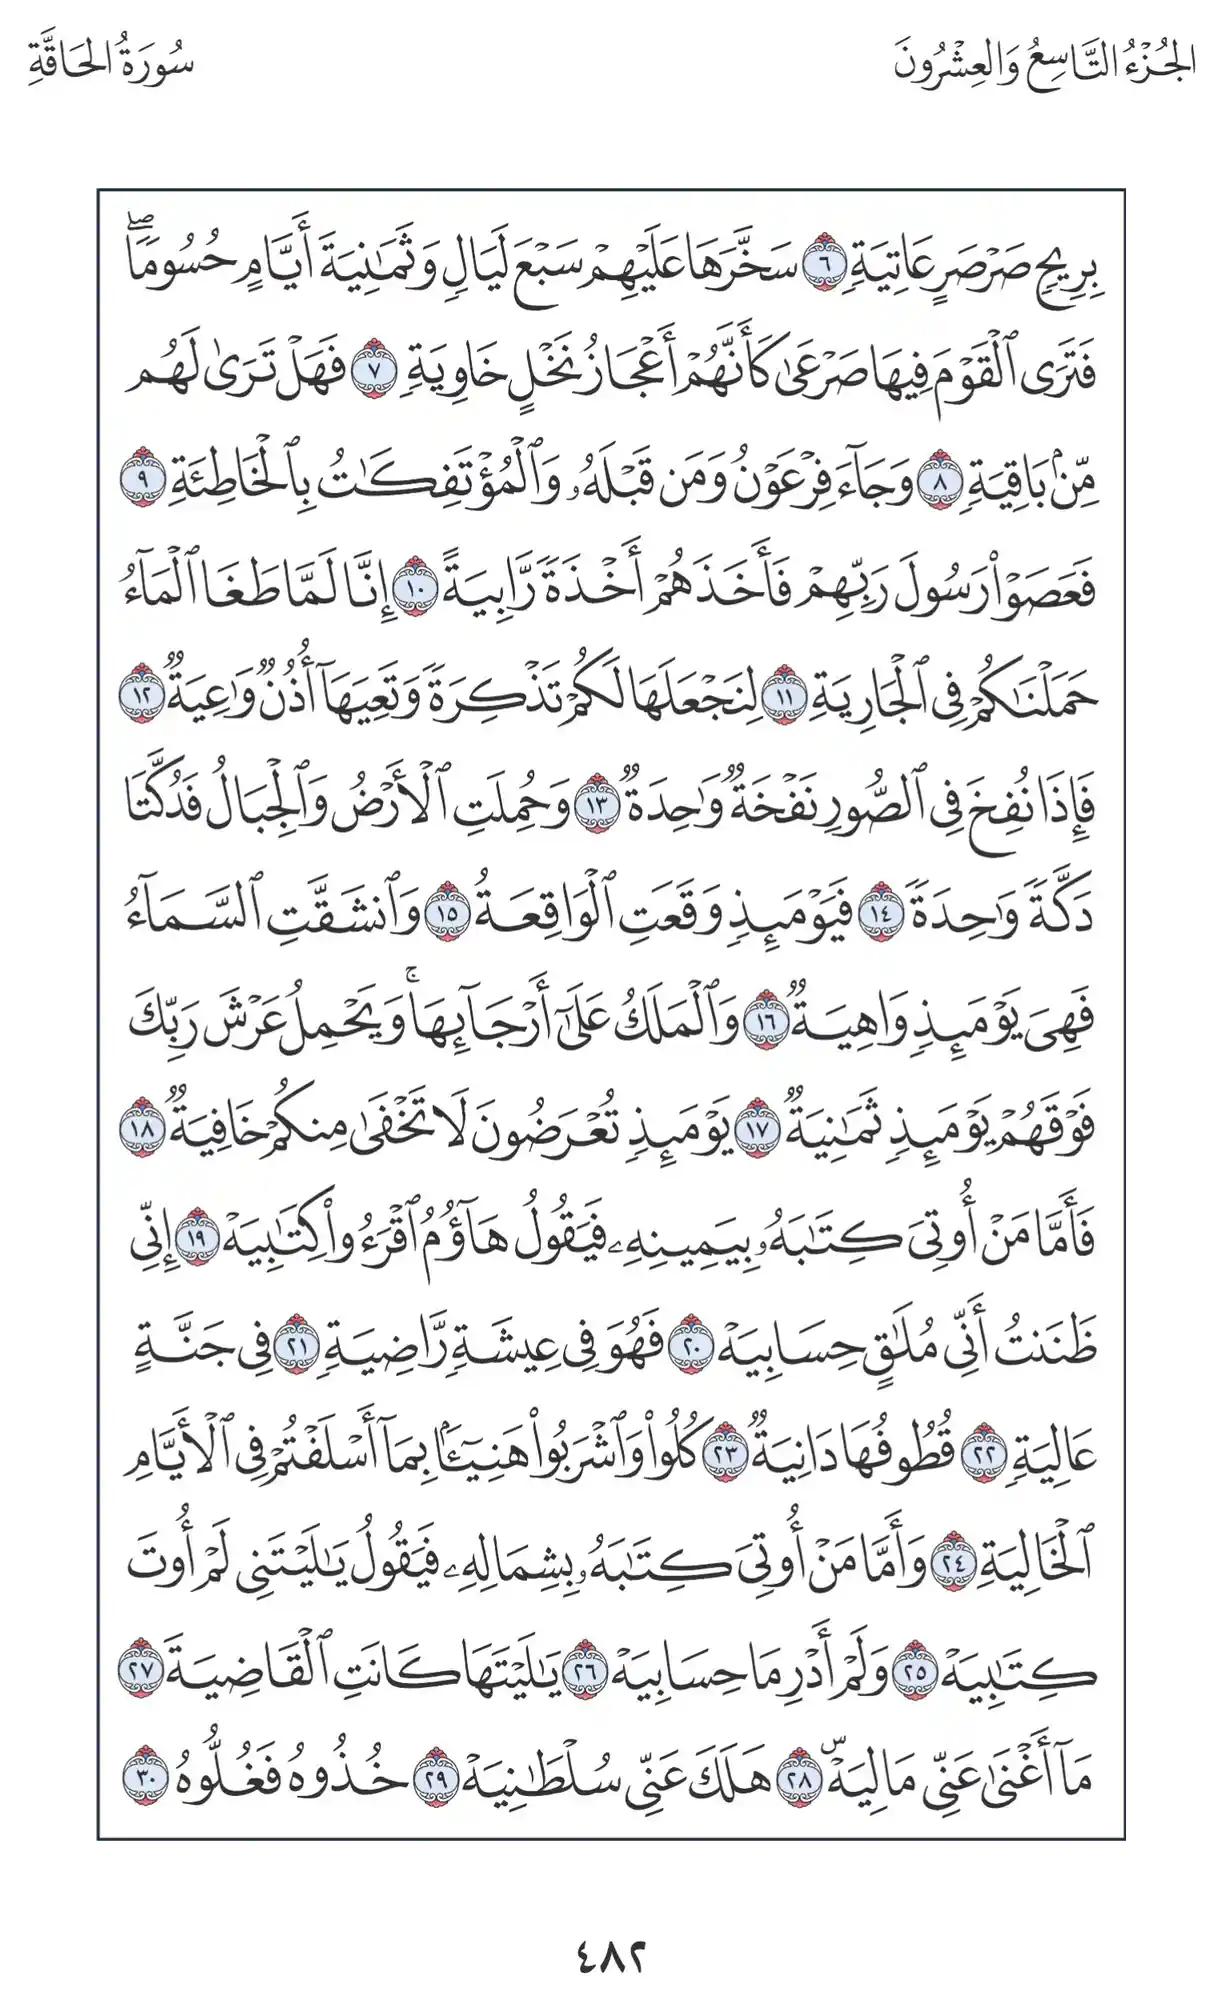 الجُزْءُ التَّاسِعُ وَالعِشْرُونَ
سُورَةُ الحَاقَّةِ
بِرِيحٖ صَرۡصَرٍ عَاتِيَةٖ ٦ سَخَّرَهَا عَلَيۡهِمۡ سَبۡعَ لَيَالٖ وَثَمَٰنِيَةَ أَيَّامٍ حُسُومٗاۖ
فَتَرَى ٱلۡقَوۡمَ فِيهَا صَرۡعَىٰ كَأَنَّهُمۡ أَعۡجَازُ نَخۡلٍ خَاوِيَةٖ ٧ فَهَلۡ تَرَىٰ لَهُم
مِّنۢ بَاقِيَةٖ ٨ وَجَآءَ فِرۡعَوۡنُ وَمَن قَبۡلَهُۥ وَٱلۡمُؤۡتَفِكَٰتُ بِٱلۡخَاطِئَةِ ٩
فَعَصَوۡاْ رَسُولَ رَبِّهِمۡ فَأَخَذَهُمۡ أَخۡذَةٗ رَّابِيَةً ١٠ إِنَّا لَمَّا طَغَا ٱلۡمَآءُ
حَمَلۡنَٰكُمۡ فِي ٱلۡجَارِيَةِ ١١ لِنَجۡعَلَهَا لَكُمۡ تَذۡكِرَةٗ وَتَعِيَهَآ أُذُنٞ وَٰعِيَةٞ ١٢
فَإِذَا نُفِخَ فِي ٱلصُّورِ نَفۡخَةٞ وَٰحِدَةٞ ١٣ وَحُمِلَتِ ٱلۡأَرۡضُ وَٱلۡجِبَالُ فَدُكَّتَا
دَكَّةٗ وَٰحِدَةٗ ١٤ فَيَوۡمَئِذٖ وَقَعَتِ ٱلۡوَاقِعَةُ ١٥ وَٱنشَقَّتِ ٱلسَّمَآءُ
فَهِيَ يَوۡمَئِذٖ وَاهِيَةٞ ١٦ وَٱلۡمَلَكُ عَلَىٰٓ أَرۡجَآئِهَاۚ وَيَحۡمِلُ عَرۡشَ رَبِّكَ
فَوۡقَهُمۡ يَوۡمَئِذٖ ثَمَٰنِيَةٞ ١٧ يَوۡمَئِذٖ تُعۡرَضُونَ لَا تَخۡفَىٰ مِنكُمۡ خَافِيَةٞ ١٨
فَأَمَّا مَنۡ أُوتِيَ كِتَٰبَهُۥ بِيَمِينِهِۦ فَيَقُولُ هَآؤُمُ ٱقۡرَءُواْ كِتَٰبِيَهۡ ١٩ إِنِّي
ظَنَنتُ أَنِّي مُلَٰقٍ حِسَابِيَهۡ ٢٠ فَهُوَ فِي عِيشَةٖ رَّاضِيَةٖ ٢١ فِي جَنَّةٍ
عَالِيَةٖ ٢٢ قُطُوفُهَا دَانِيَةٞ ٢٣ كُلُواْ وَٱشۡرَبُواْ هَنِيٓـَٔۢا بِمَآ أَسۡلَفۡتُمۡ فِي ٱلۡأَيَّامِ
ٱلۡخَالِيَةِ ٢٤ وَأَمَّا مَنۡ أُوتِيَ كِتَٰبَهُۥ بِشِمَالِهِۦ فَيَقُولُ يَٰلَيۡتَنِي لَمۡ أُوتَ
كِتَٰبِيَهۡ ٢٥ وَلَمۡ أَدۡرِ مَا حِسَابِيَهۡ ٢٦ يَٰلَيۡتَهَا كَانَتِ ٱلۡقَاضِيَةَ ٢٧
مَآ أَغۡنَىٰ عَنِّي مَالِيَهۡۜ ٢٨ هَلَكَ عَنِّي سُلۡطَٰنِيَهۡ ٢٩ خُذُوهُ فَغُلُّوهُ ٣٠
٤٨٢